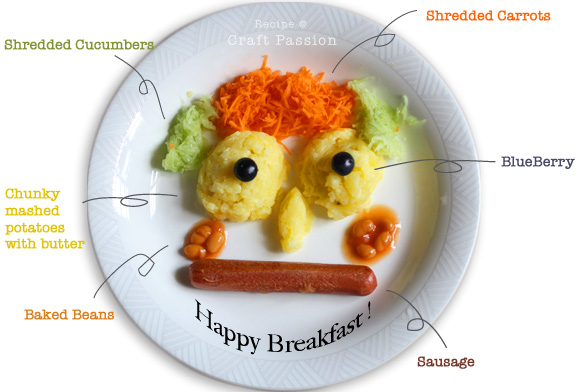 Recipe @
Craft Passion
Shredded Carrots
Shredded Cucumbers
BlueBerry
Chunky
mashed
potatoes
with butter
Baked Beans
Happy Breakfast !
Sausage